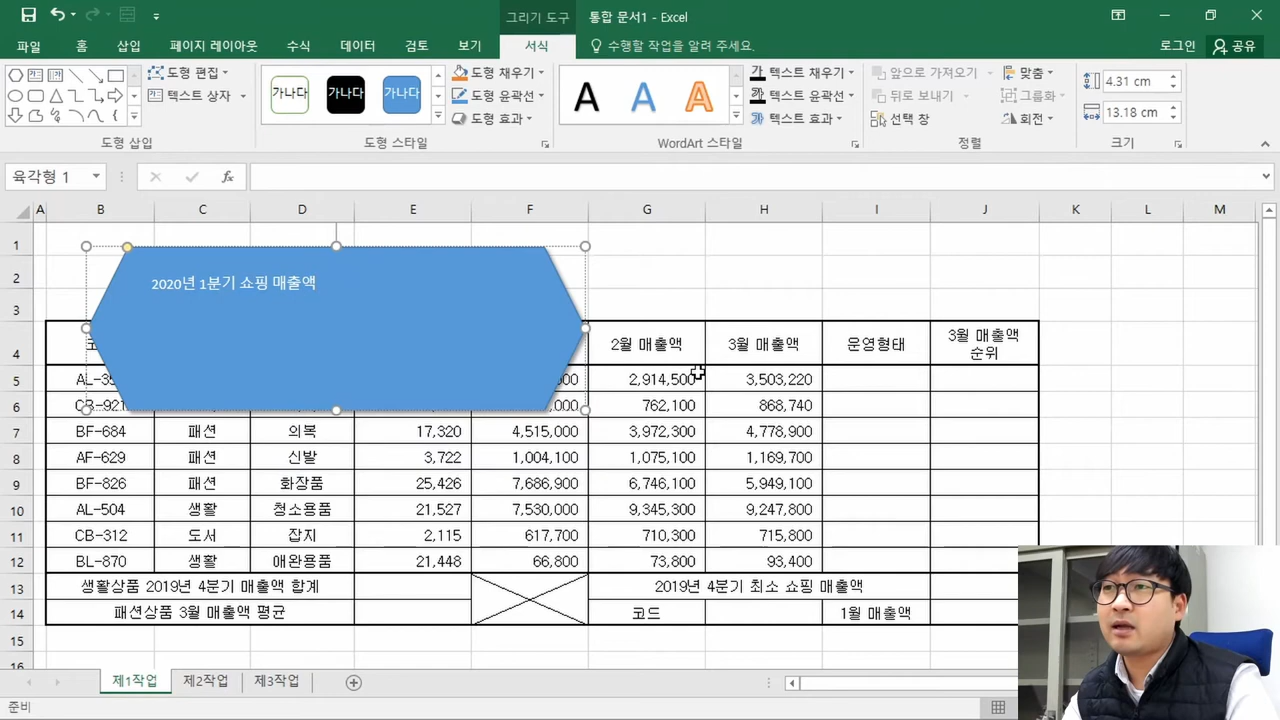 그리기 도구
통합 문서1 - Excel
파일 홈 삽입 페이지 레이아웃 수식 데이터 검토 보기 서식 수행할 작업을 알려 주세요. 로그인 공유
도형 편집 텍스트 상자 가나다 가나다 가나다 도형 채우기 도형 윤곽선 도형 효과 A A A 텍스트 채우기 텍스트 윤곽선 텍스트 효과 앞으로 가져오기 뒤로 보내기 선택 창 맞춤 그룹화 회전 4.31 cm 13.18 cm
도형 삽입 도형 스타일 WordArt 스타일 정렬 크기
육각형 1 fx
A B C D E F G H I J K L M
1
2 2020년 1분기 쇼핑 매출액
3
4 2월 매출액 3월 매출액 운영형태 3월 매출액
순위
5 2,914,500 3,503,220
6 762,100 868,740
7 BF-684 패션 의복 17,320 4,515,000 3,972,300 4,778,900
8 AF-629 패션 신발 3,722 1,004,100 1,075,100 1,169,700
9 BF-826 패션 화장품 25,426 7,686,900 6,746,100 5,949,100
10 AL-504 생활 청소용품 21,527 7,530,000 9,345,300 9,247,800
11 CB-312 도서 잡지 2,115 617,700 710,300 715,800
12 BL-870 생활 애완용품 21,448 66,800 73,800 93,400
13 생활상품 2019년 4분기 매출액 합계 2019년 4분기 최소 쇼핑 매출액
14 패션상품 3월 매출액 평균 코드 1월 매출액
15
16
제1작업 제2작업 제3작업
준비